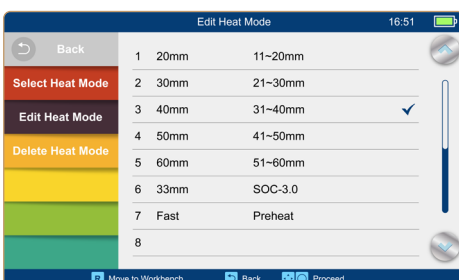 Edit Heat Mode 16:51
Back
Select Heat Mode
Edit Heat Mode
Delete Heat Mode
1 20mm 11~20mm
2 30mm 21~30mm
3 40mm 31~40mm
4 50mm 41~50mm
5 60mm 51~60mm
6 33mm SOC-3.0
7 Fast Preheat
8
R Move to Workbench Back Proceed